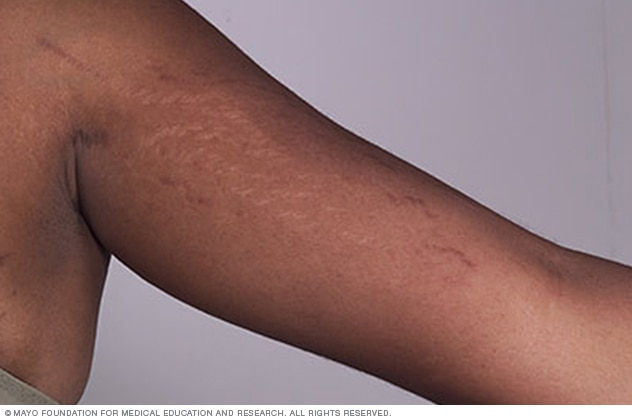 © MAYO FOUNDATION FOR MEDICAL EDUCATION AND RESEARCH. ALL RIGHTS RESERVED.